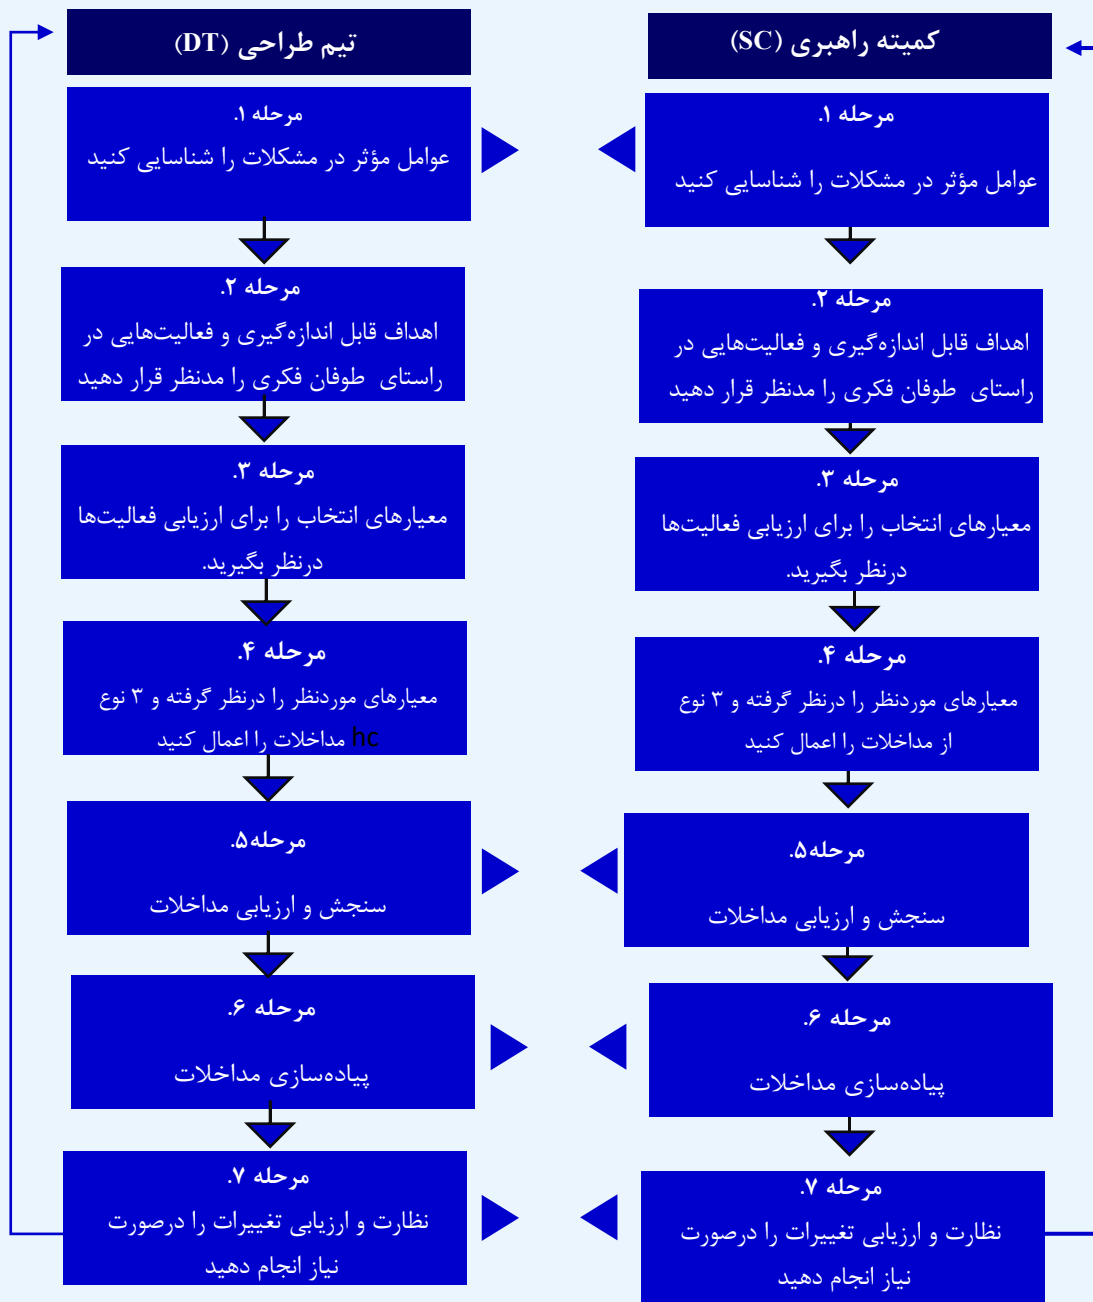 کمیته راهبری (SC)
مرحله ۱.
عوامل مؤثر در مشکلات را شناسایی کنید
مرحله ۲.
اهداف قابل اندازه‌گیری و فعالیت‌هایی در
راستای طوفان فکری را مدنظر قرار دهید
مرحله ۳.
معیارهای انتخاب را برای ارزیابی فعالیت‌ها
درنظر بگیرید.
مرحله ۴.
معیارهای موردنظر را درنظر گرفته و ۳ نوع
از مداخلات را اعمال کنید
مرحله۵.
سنجش و ارزیابی مداخلات
مرحله ۶.
پیاده‌سازی مداخلات
مرحله ۷.
نظارت و ارزیابی تغییرات را درصورت
نیاز انجام دهید
تیم طراحی (DT)
مرحله ۱.
عوامل مؤثر در مشکلات را شناسایی کنید
مرحله ۲.
اهداف قابل اندازه‌گیری و فعالیت‌هایی در
راستای طوفان فکری را مدنظر قرار دهید
مرحله ۳.
معیارهای انتخاب را برای ارزیابی فعالیت‌ها
درنظر بگیرید.
مرحله ۴.
معیارهای موردنظر را درنظر گرفته و ۳ نوع
hc مداخلات را اعمال کنید
مرحله۵.
سنجش و ارزیابی مداخلات
مرحله ۶.
پیاده‌سازی مداخلات
مرحله ۷.
نظارت و ارزیابی تغییرات را درصورت
نیاز انجام دهید